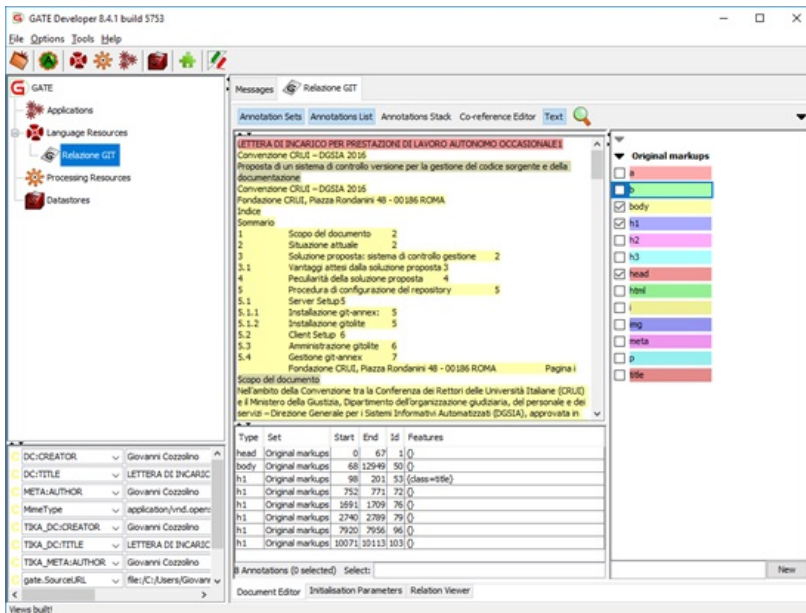 GATE Developer 8.4.1 build 5753
File Options Tools Help
GATE
Applications
Language Resources
Relazione GIT
Processing Resources
Datastores
DC:CREATOR Giovanni Cozzolino
DC:TITLE LETTERA DI INCARIC
META:AUTHOR Giovanni Cozzolino
MimeType application/vnd.open:
TIKA_DC:CREATOR Giovanni Cozzolino
TIKA_DC:TITLE LETTERA DI INCARIC
TIKA_META:AUTHOR Giovanni Cozzolino
gate.SourceURL file:/C:/Users/Giovanr
Views built!
Messages Relazione GIT
Annotation Sets Annotations List Annotations Stack Co-reference Editor Text
LETTERA DI INCARICO PER PRESTAZIONI DI LAVORO AUTONOMO OCCASIONALE1
Convenzione CRUI – DGSIA 2016
Proposta di un sistema di controllo versione per la gestione del codice sorgente e della
documentazione
Convenzione CRUI – DGSIA 2016
Fondazione CRUI, Piazza Rondanini 48 - 00186 ROMA
Indice
Sommario
1 Scopo del documento 2
2 Situazione attuale 2
3 Soluzione proposta: sistema di controllo gestione 2
3.1 Vantaggi attesi dalla soluzione proposta 3
4 Peculiarità della soluzione proposta 4
5 Procedura di configurazione del repository 5
5.1 Server Setup 5
5.1.1 Installazione git-annex: 5
5.1.2 Installazione gitolite 5
5.2 Client Setup 6
5.3 Amministrazione gitolite 6
5.4 Gestione git-annex 7
Fondazione CRUI, Piazza Rondanini 48 - 00186 ROMA Pagina i
Scopo del documento
Nell'ambito della Convenzione tra la Conferenza dei Rettori delle Università Italiane (CRUI)
e il Ministero della Giustizia, Dipartimento dell'organizzazione giudiziaria, del personale e dei
servizi – Direzione Generale per i Sistemi Informativi Automatizzati (DGSIA), approvata in
Type Set Start End Id Features
head Original markups 0 67 1 {}
body Original markups 68 12949 50 {}
h1 Original markups 98 201 53 {class=title}
h1 Original markups 752 771 72 {}
h1 Original markups 1691 1709 76 {}
h1 Original markups 2740 2789 79 {}
h1 Original markups 7920 7956 96 {}
h1 Original markups 10071 10113 103 {}
8 Annotations (0 selected) Select:
Document Editor Initialisation Parameters Relation Viewer
Original markups
a
b
body
h1
h2
h3
head
html
i
img
meta
p
title
New